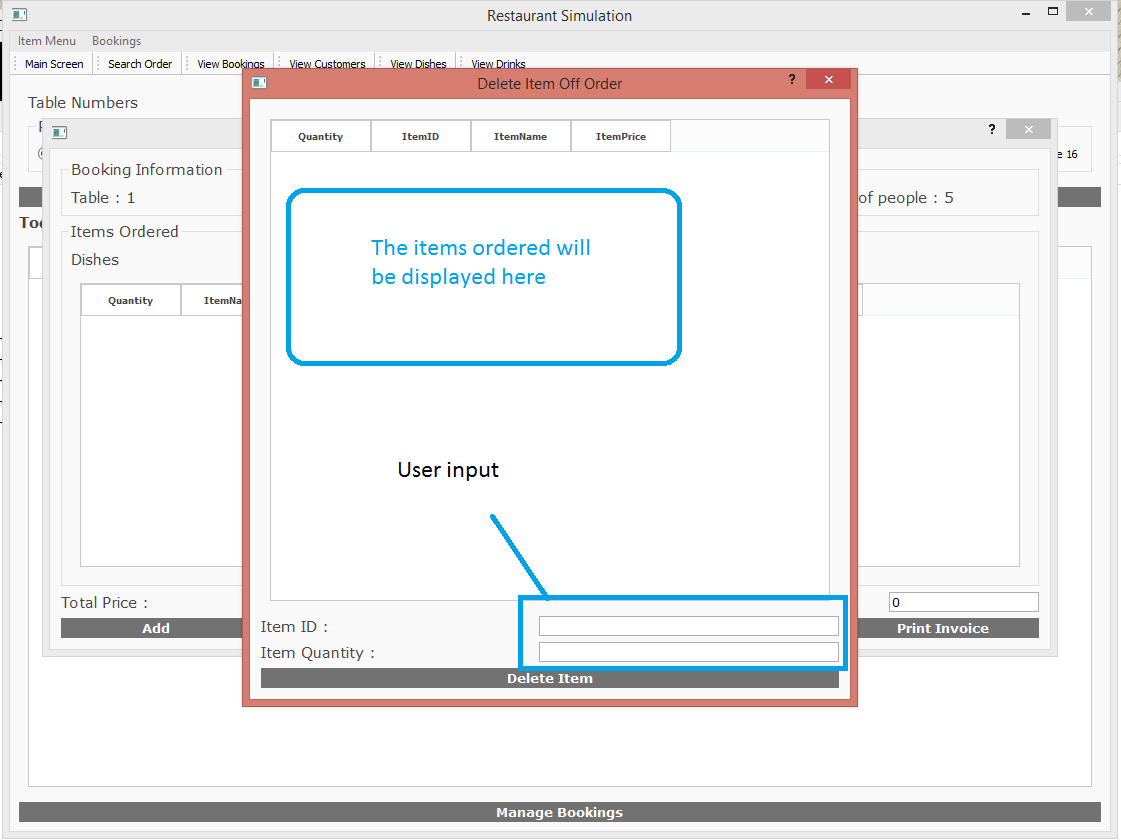 Restaurant Simulation
Item Menu Bookings
Main Screen Search Order View Bookings View Customers View Dishes View Drinks
Delete Item Off Order
Table Numbers
Quantity ItemID ItemName ItemPrice
16
Booking Information
Table : 1
of people : 5
Items Ordered
Dishes
Quantity
The items ordered will
be displayed here
User input
Total Price :
0
Add
Print Invoice
Item ID :
Item Quantity :
Delete Item
Manage Bookings